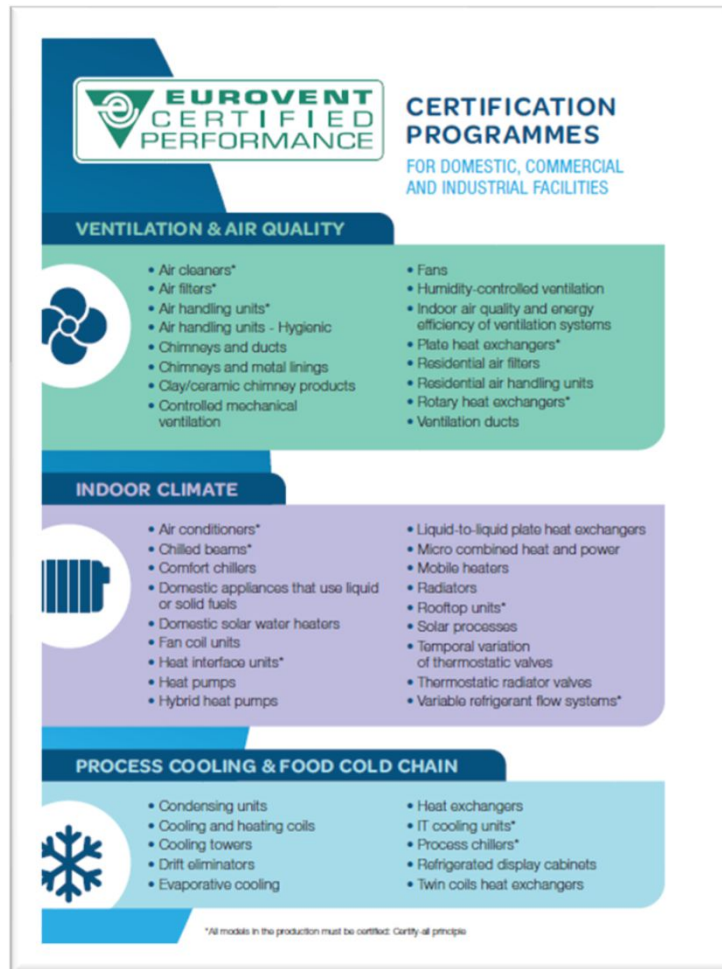 EUROVENT
CERTIFIED
PERFORMANCE
CERTIFICATION
PROGRAMMES
FOR DOMESTIC, COMMERCIAL
AND INDUSTRIAL FACILITIES
VENTILATION & AIR QUALITY
• Air cleaners*
• Air filters*
• Air handling units*
• Air handling units - Hygienic
• Chimneys and ducts
• Chimneys and metal linings
• Clay/ceramic chimney products
• Controlled mechanical
ventilation
• Fans
• Humidity-controlled ventilation
• Indoor air quality and energy
efficiency of ventilation systems
• Plate heat exchangers*
• Residential air filters
• Residential air handling units
• Rotary heat exchangers*
• Ventilation ducts
INDOOR CLIMATE
• Air conditioners*
• Chilled beams*
• Comfort chillers
• Domestic appliances that use liquid
or solid fuels
• Domestic solar water heaters
• Fan coil units
• Heat interface units*
• Heat pumps
• Hybrid heat pumps
• Liquid-to-liquid plate heat exchangers
• Micro combined heat and power
• Mobile heaters
• Radiators
• Rooftop units*
• Solar processes
• Temporal variation
of thermostatic valves
• Thermostatic radiator valves
• Variable refrigerant flow systems*
PROCESS COOLING & FOOD COLD CHAIN
• Condensing units
• Cooling and heating coils
• Cooling towers
• Drift eliminators
• Evaporative cooling
• Heat exchangers
• IT cooling units*
• Process chillers*
• Refrigerated display cabinets
• Twin coils heat exchangers
*All models in the production must be certified: Certify-all principle